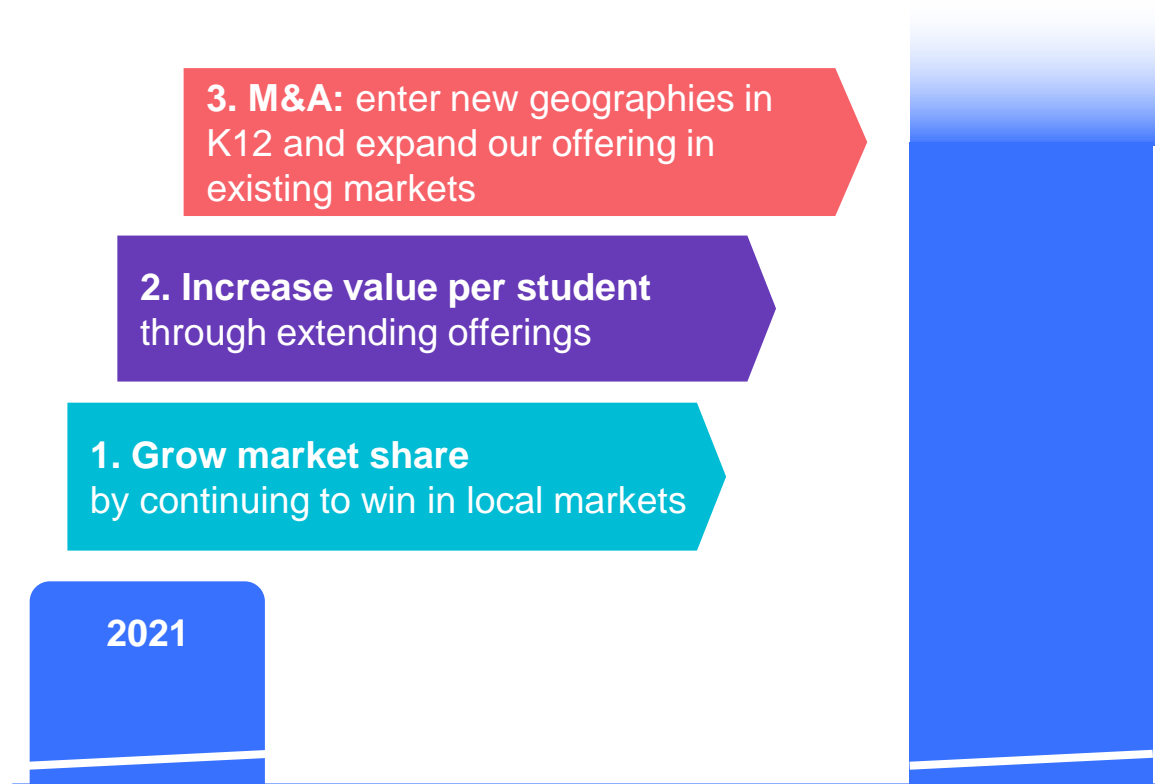 3. M&A: enter new geographies in
K12 and expand our offering in
existing markets
2. Increase value per student
through extending offerings
1. Grow market share
by continuing to win in local markets
2021